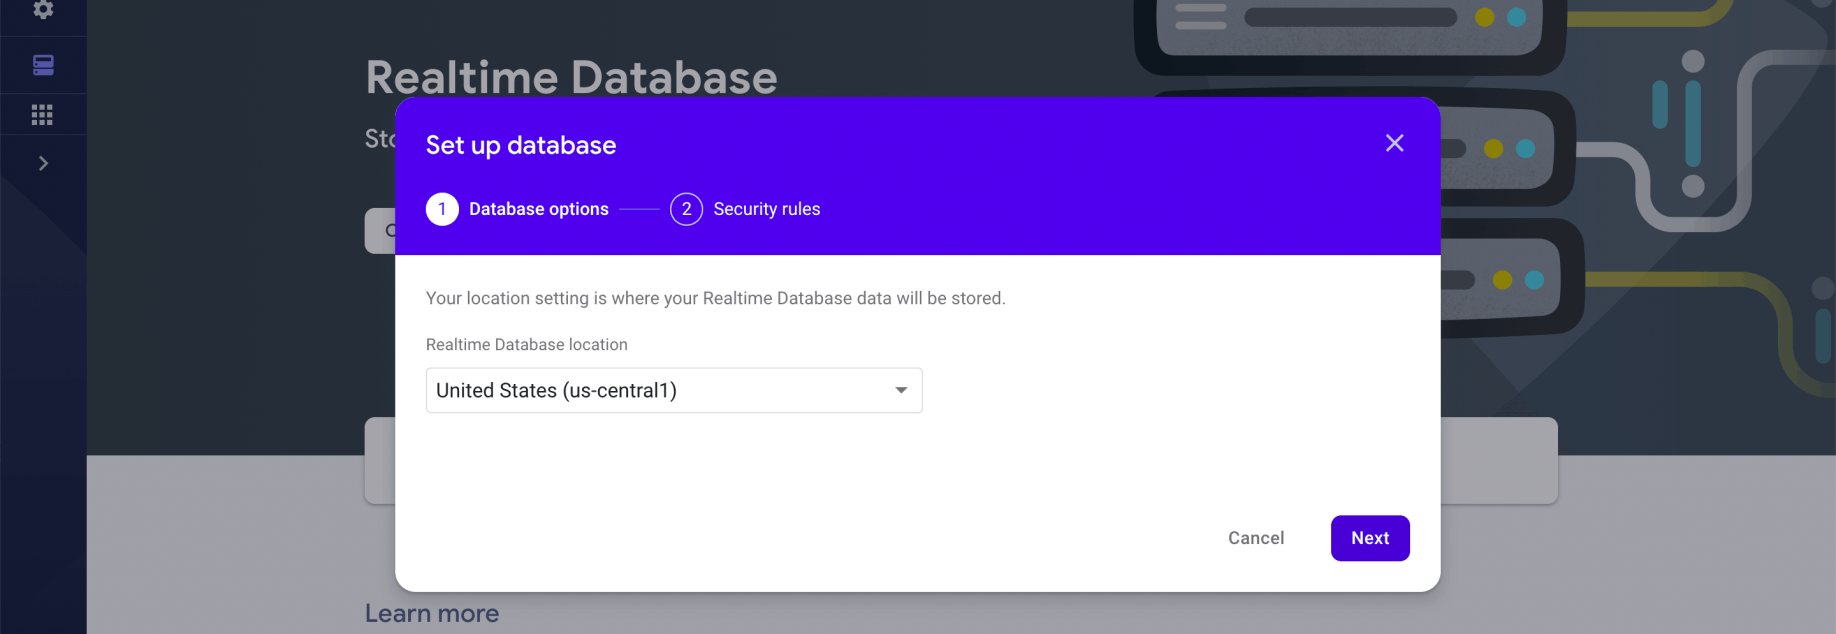 Realtime Database
Set up database
1 Database options 2 Security rules
Your location setting is where your Realtime Database data will be stored.
Realtime Database location
United States (us-central1)
Cancel Next
Learn more